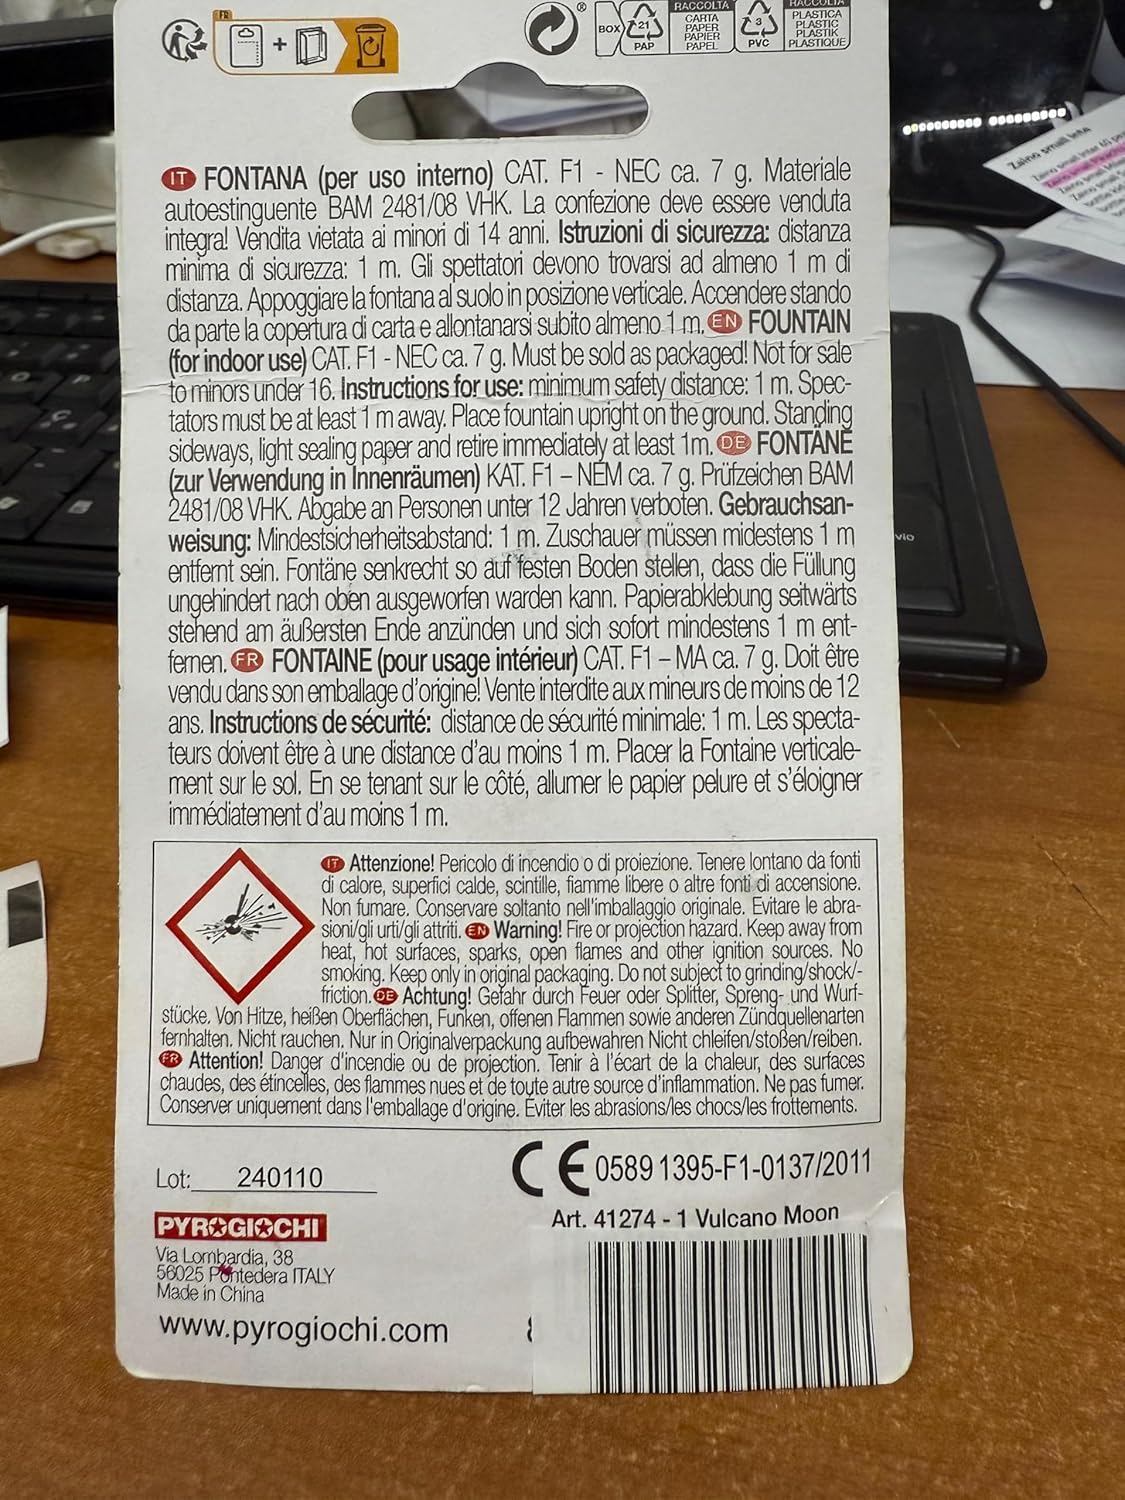 FR
+
®
BOX
21
PAP
RACCOLTA
CARTA
PAPER
PAPIER
PAPEL
3
PVC
RACCOLTA
PLASTICA
PLASTIC
PLASTIK
PLASTIQUE
IT FONTANA (per uso interno) CAT. F1 - NEC ca. 7 g. Materiale
autoestinguente BAM 2481/08 VHK. La confezione deve essere venduta
integra! Vendita vietata ai minori di 14 anni. Istruzioni di sicurezza: distanza
minima di sicurezza: 1 m. Gli spettatori devono trovarsi ad almeno 1 m di
distanza. Appoggiare la fontana al suolo in posizione verticale. Accendere stando
da parte la copertura di carta e allontanarsi subito almeno 1 m. EN FOUNTAIN
(for indoor use) CAT. F1 - NEC ca. 7 g. Must be sold as packaged! Not for sale
to minors under 16. Instructions for use: minimum safety distance: 1 m. Spec-
tators must be at least 1 m away. Place fountain upright on the ground. Standing
sideways, light sealing paper and retire immediately at least 1m. DE FONTÄNE
(zur Verwendung in Innenräumen) KAT. F1 – NEM ca. 7 g. Prüfzeichen BAM
2481/08 VHK. Abgabe an Personen unter 12 Jahren verboten. Gebrauchsan-
weisung: Mindestsicherheitsabstand: 1 m. Zuschauer müssen midestens 1 m
entfernt sein. Fontäne senkrecht so auf festen Boden stellen, dass die Füllung
ungehindert nach oben ausgeworfen warden kann. Papierabklebung seitwärts
stehend am äußersten Ende anzünden und sich sofort mindestens 1 m ent-
fernen. FR FONTAINE (pour usage intérieur) CAT. F1 – MA ca. 7 g. Doit être
vendu dans son emballage d'origine! Vente interdite aux mineurs de moins de 12
ans. Instructions de sécurité: distance de sécurité minimale: 1 m. Les specta-
teurs doivent être à une distance d'au moins 1 m. Placer la Fontaine verticale-
ment sur le sol. En se tenant sur le côté, allumer le papier pelure et s'éloigner
immédiatement d'au moins 1 m.
IT Attenzione! Pericolo di incendio o di proiezione. Tenere lontano da fonti
di calore, superfici calde, scintille, fiamme libere o altre fonti di accensione.
Non fumare. Conservare soltanto nell'imballaggio originale. Evitare le abra-
sioni/gli urti/gli attriti. EN Warning! Fire or projection hazard. Keep away from
heat, hot surfaces, sparks, open flames and other ignition sources. No
smoking. Keep only in original packaging. Do not subject to grinding/shock/-
friction. DE Achtung! Gefahr durch Feuer oder Splitter, Spreng- und Wurf-
stücke. Von Hitze, heißen Oberflächen, Funken, offenen Flammen sowie anderen Zündquellenarten
fernhalten. Nicht rauchen. Nur in Originalverpackung aufbewahren Nicht chleifen/stoßen/reiben.
FR Attention! Danger d'incendie ou de projection. Tenir à l'écart de la chaleur, des surfaces
chaudes, des étincelles, des flammes nues et de toute autre source d'inflammation. Ne pas fumer.
Conserver uniquement dans l'emballage d'origine. Éviter les abrasions/les chocs/les frottements.
Lot: 240110
CE 0589 1395-F1-0137/2011
Art. 41274 - 1 Vulcano Moon
PYROGIOCHI
Via Lombardia, 38
56025 Pontedera ITALY
Made in China
www.pyrogiochi.com
Zaino small inte